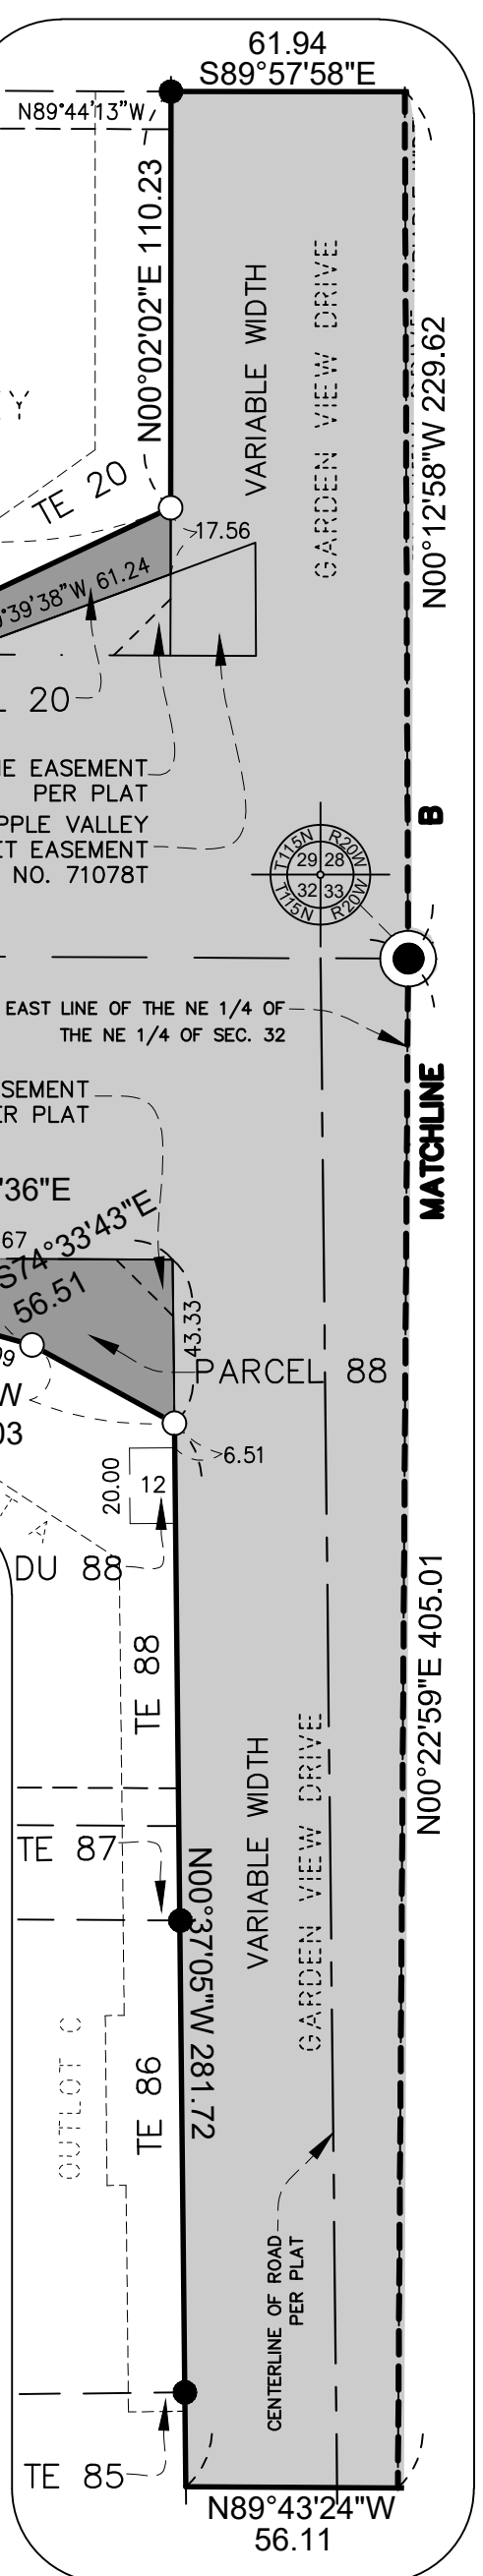 61.94
S89°57'58"E
N89°44'13"W
N00°02'02"E 110.23
VARIABLE WIDTH
GARDEN VIEW DRIVE
N00°12'58"W 229.62
Y
TE 20
17.56
°39'38"W 61.24
L 20
E EASEMENT
PER PLAT
PPLE VALLEY
ET EASEMENT
NO. 71078T
T115N R20W
29 28
32 33
T115N R20W
B
EAST LINE OF THE NE 1/4 OF
THE NE 1/4 OF SEC. 32
MATCHLINE
SEMENT
ER PLAT
'36"E
67
S74°33'43"E
56.51
43.33
PARCEL 88
99
W
03
6.51
20.00
12
DU 88
TE 88
N00°22'59"E 405.01
VARIABLE WIDTH
GARDEN VIEW DRIVE
TE 87
N00°37'05"W 281.72
OUTLOT C
TE 86
CENTERLINE OF ROAD
PER PLAT
TE 85
N89°43'24"W
56.11